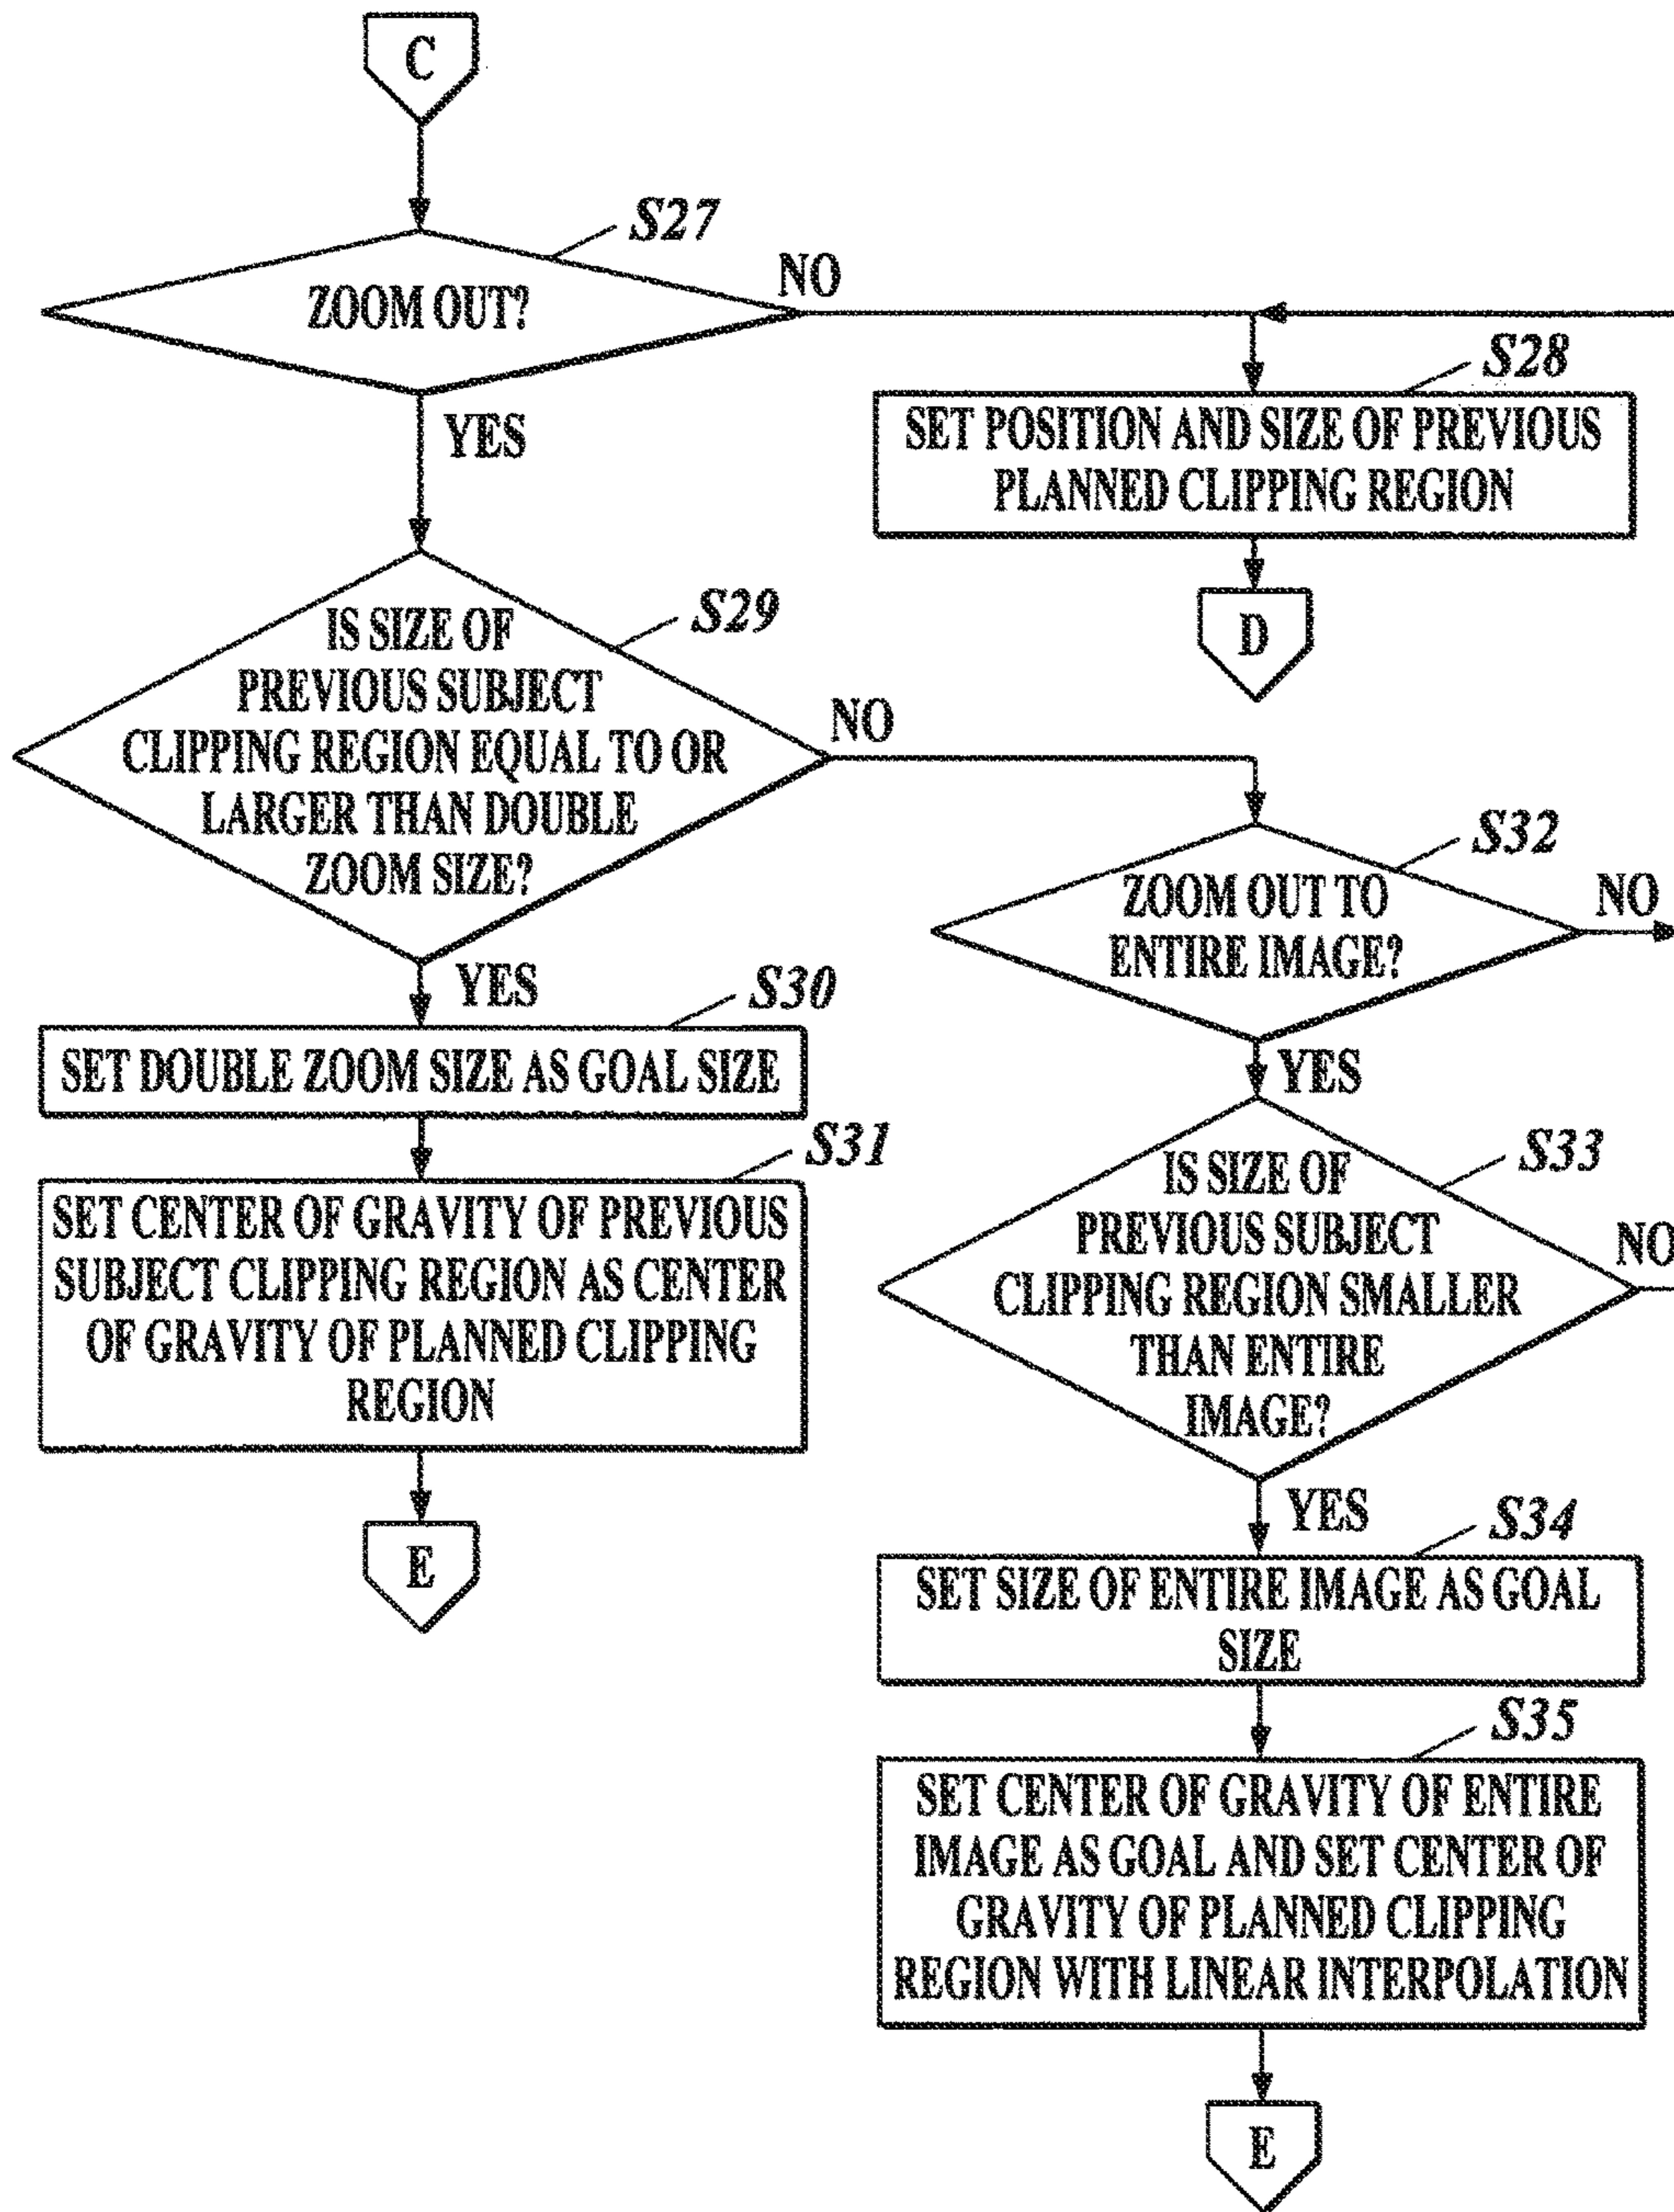 C
S27
ZOOM OUT?
NO
YES
S28
SET POSITION AND SIZE OF PREVIOUS
PLANNED CLIPPING REGION
D
S29
IS SIZE OF
PREVIOUS SUBJECT
CLIPPING REGION EQUAL TO OR
LARGER THAN DOUBLE
ZOOM SIZE?
NO
YES
S30
SET DOUBLE ZOOM SIZE AS GOAL SIZE
S31
SET CENTER OF GRAVITY OF PREVIOUS
SUBJECT CLIPPING REGION AS CENTER
OF GRAVITY OF PLANNED CLIPPING
REGION
E
S32
ZOOM OUT TO
ENTIRE IMAGE?
NO
YES
S33
IS SIZE OF
PREVIOUS SUBJECT
CLIPPING REGION SMALLER
THAN ENTIRE
IMAGE?
NO
YES
S34
SET SIZE OF ENTIRE IMAGE AS GOAL
SIZE
S35
SET CENTER OF GRAVITY OF ENTIRE
IMAGE AS GOAL AND SET CENTER OF
GRAVITY OF PLANNED CLIPPING
REGION WITH LINEAR INTERPOLATION
E